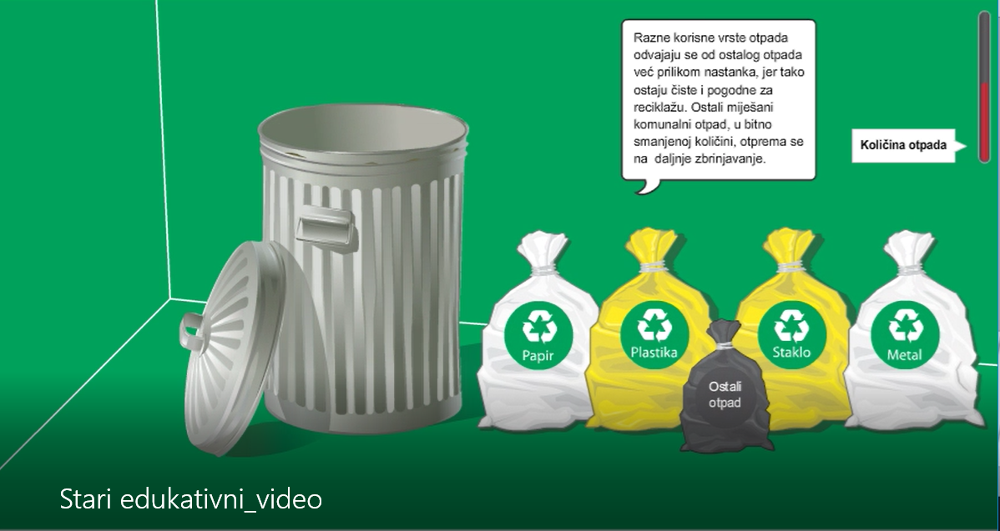 Razne korisne vrste otpada
odvajaju se od ostalog otpada
već prilikom nastanka, jer tako
ostaju čiste i pogodne za
reciklažu. Ostali miješani
komunalni otpad, u bitno
smanjenoj količini, otprema se
na daljnje zbrinjavanje.
Količina otpada
Papir
Plastika
Staklo
Metal
Ostali
otpad
Stari edukativni_video